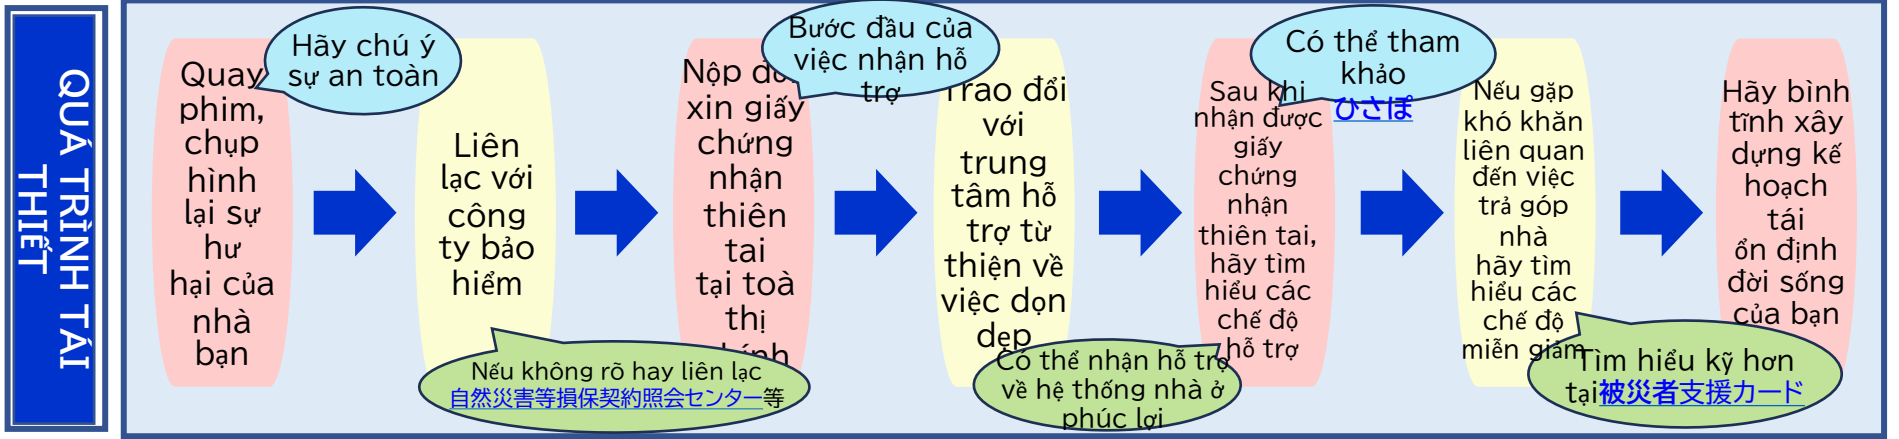 QUÁ TRÌNH TÁI
THIẾT
Quay
phim,
chụp
hình
lại sự
hư
hại của
nhà
bạn
Hãy chú ý
sự an toàn
Liên
lạc với
công
ty bảo
hiểm
Nếu không rõ hay liên lạc
自然災害等損保契約照会センター等
Nộp
xin giấy
chứng
nhận
thiên
tai
tại toà
thị
Bước đầu của
việc nhận hỗ
trợ
Trao đổi
với
trung
tâm hỗ
trợ từ
thiện về
việc dọn
dẹp
Có thể nhận hỗ trợ
về hệ thống nhà ở
phúc lợi
Sau khi
nhận được
giấy
chứng
nhận
thiên tai,
hãy tìm
hiểu các
chế độ
hỗ trợ
Có thể tham
khảo
ひさぽ
Nếu gặp
khó khăn
liên quan
đến việc
trả góp
nhà
hãy tìm
hiểu các
chế độ
miễn giảm
Tìm hiểu kỹ hơn
tại被災者支援カード
Hãy bình
tĩnh xây
dựng kế
hoạch
tái
ổn định
đời sống
của bạn